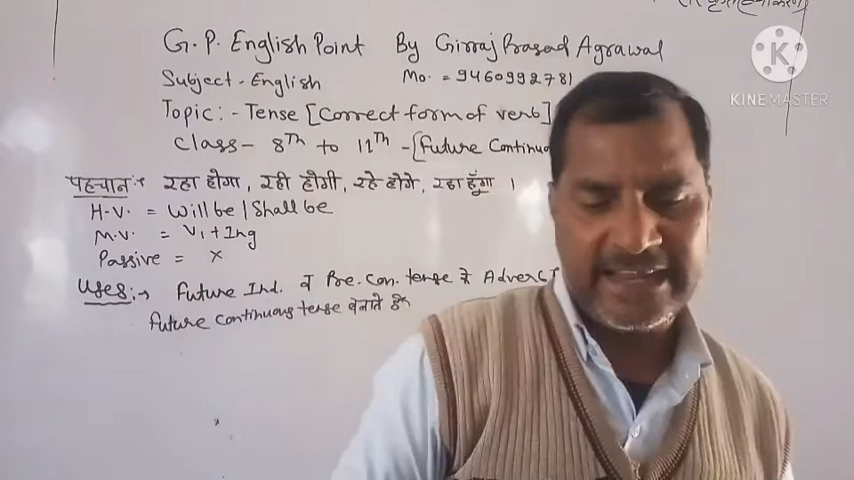 G. P. English Point By Girraj Prasad Agrawal
Subject - English Mo. = 9460992781
Topic : - Tense [Correct form of verb]
Class - 8Th to 12Th - [Future Continuo
पहचान :→ रहा होगा, रही होगी, रहे होंगे, रहा हूँगा ।
H.V. = Will be / Shall be
M.V. = V1 + Ing
Passive = ×
Uses :→ Future Ind. व Pre. Con. tense में Adver
future continuous tense बनाते हैं
K
KINEMASTER